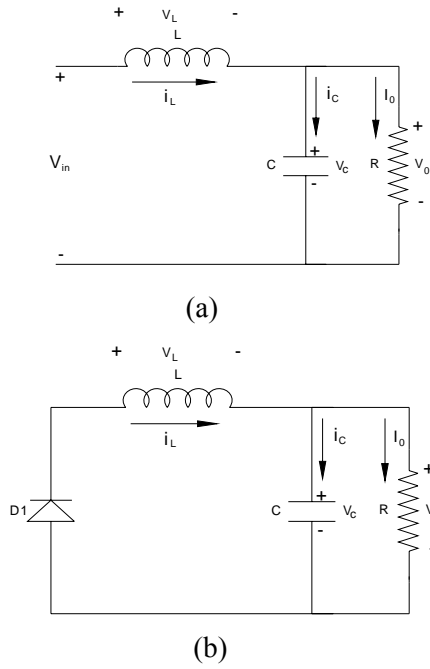 + V_L -
L
i_L
i_C
I_0
+
+
+
V_in
C
V_c
R
V_0
-
-
-
(a)
+ V_L -
L
i_L
i_C
I_0
+
+
D1
C
V_c
R
V
-
-
(b)